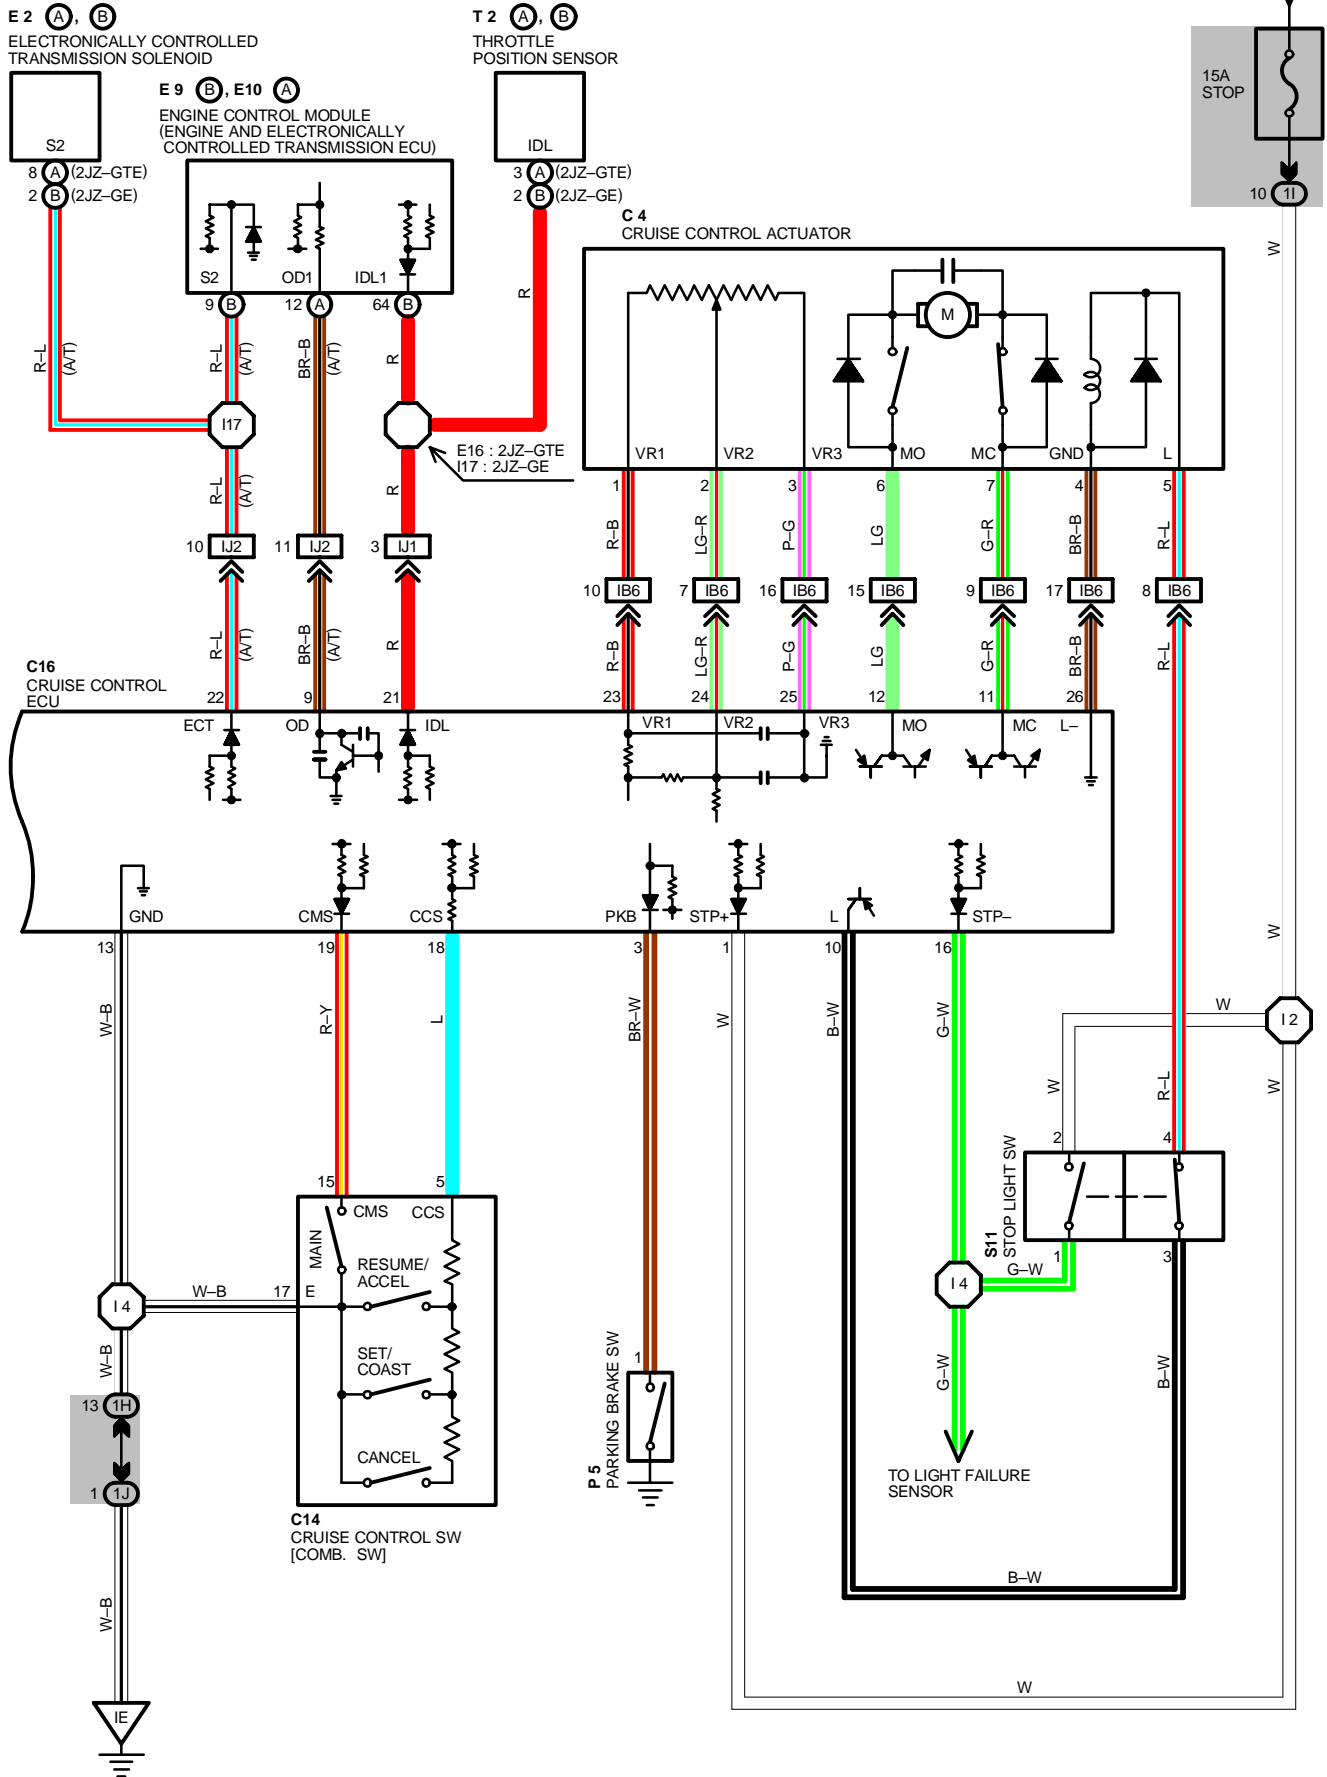 E 2 A , B
ELECTRONICALLY CONTROLLED
TRANSMISSION SOLENOID
S2
8 A (2JZ–GTE)
2 B (2JZ–GE)
E 9 B , E10 A
ENGINE CONTROL MODULE
(ENGINE AND ELECTRONICALLY
CONTROLLED TRANSMISSION ECU)
S2 OD1 IDL1
9 B 12 A 64 B
T 2 A , B
THROTTLE
POSITION SENSOR
IDL
3 A (2JZ–GTE)
2 B (2JZ–GE)
15A
STOP
10 1I
W
C 4
CRUISE CONTROL ACTUATOR
M
VR1 VR2 VR3 MO MC GND L
1 2 3 6 7 4 5
R
R–L (A/T) R–L (A/T) BR–B (A/T) R
I17
E16 : 2JZ–GTE
I17 : 2JZ–GE
R–L (A/T) R
R–B LG–R P–G LG G–R BR–B R–L
10 IJ2 11 IJ2 3 IJ1
10 IB6 7 IB6 16 IB6 15 IB6 9 IB6 17 IB6 8 IB6
R–L (A/T) BR–B (A/T) R
R–B LG–R P–G LG G–R BR–B R–L
C16
CRUISE CONTROL
ECU
22 9 21 23 24 25 12 11 26
ECT OD IDL VR1 VR2 VR3 MO MC L–
GND CMS CCS PKB STP+ L STP–
13 19 18 3 1 10 16
W
W–B R–Y L BR–W W B–W G–W
W
I 2
W R–L W
2 4
S11
STOP LIGHT SW
1 3
G–W
I 4
15 5
CMS CCS
MAIN
RESUME/
ACCEL
I 4
W–B
17 E
SET/
COAST
CANCEL
C14
CRUISE CONTROL SW
[COMB. SW]
W–B
13 1H
1 1J
W–B
IE
1
P 5
PARKING BRAKE SW
G–W
TO LIGHT FAILURE
SENSOR
B–W
B–W
W